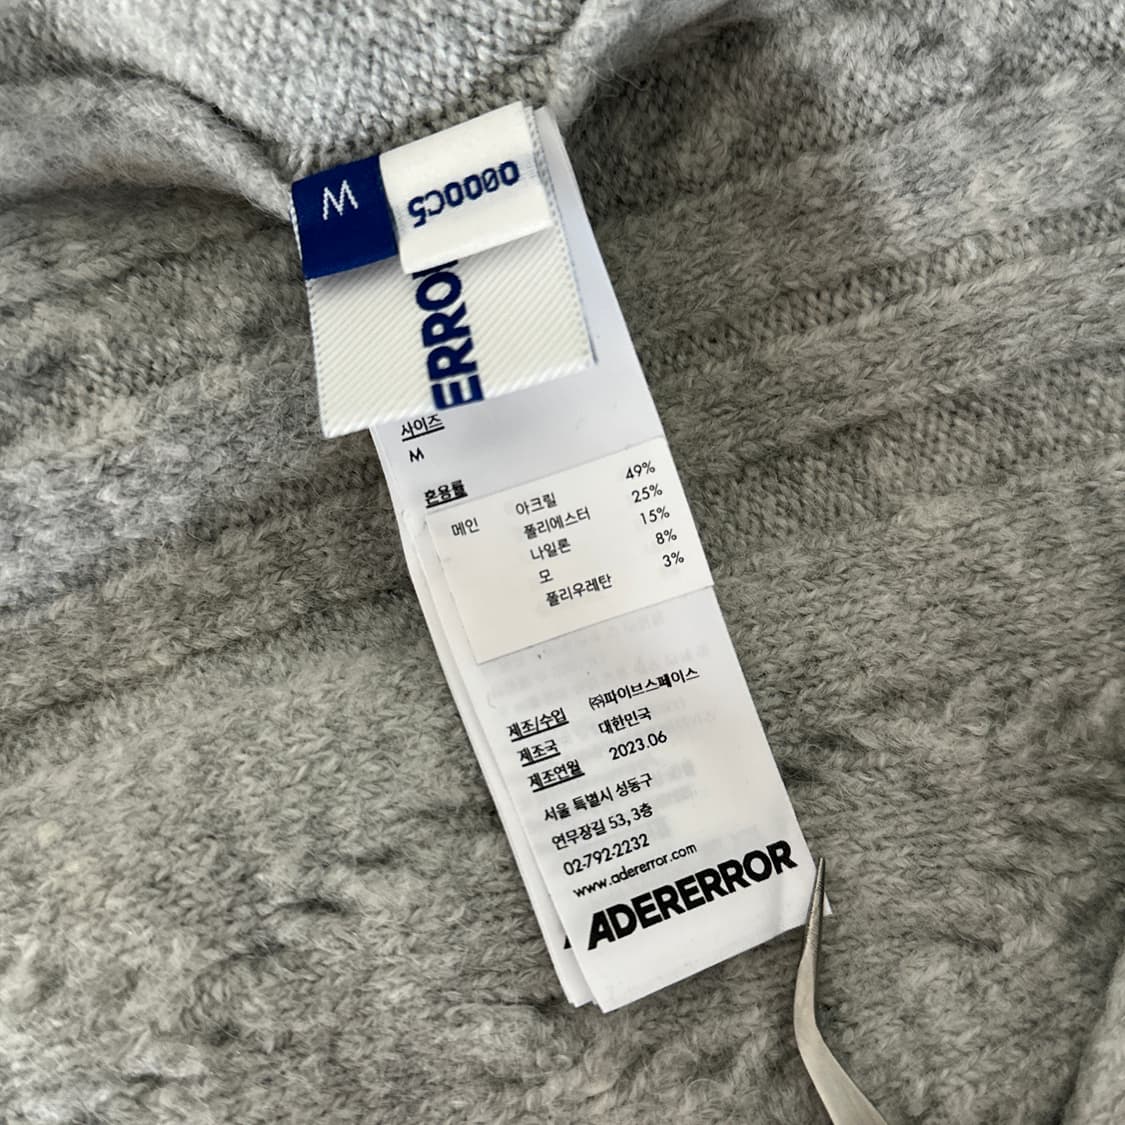 M
0000C5
ERROR
사이즈
M
혼용률
메인 아크릴 49%
폴리에스터 25%
나일론 15%
모 8%
폴리우레탄 3%
제조/수입 ㈜파이브스페이스
제조국 대한민국
제조연월 2023.06
서울 특별시 성동구
연무장길 53, 3층
02-792-2232
www.adererror.com
ADERERROR